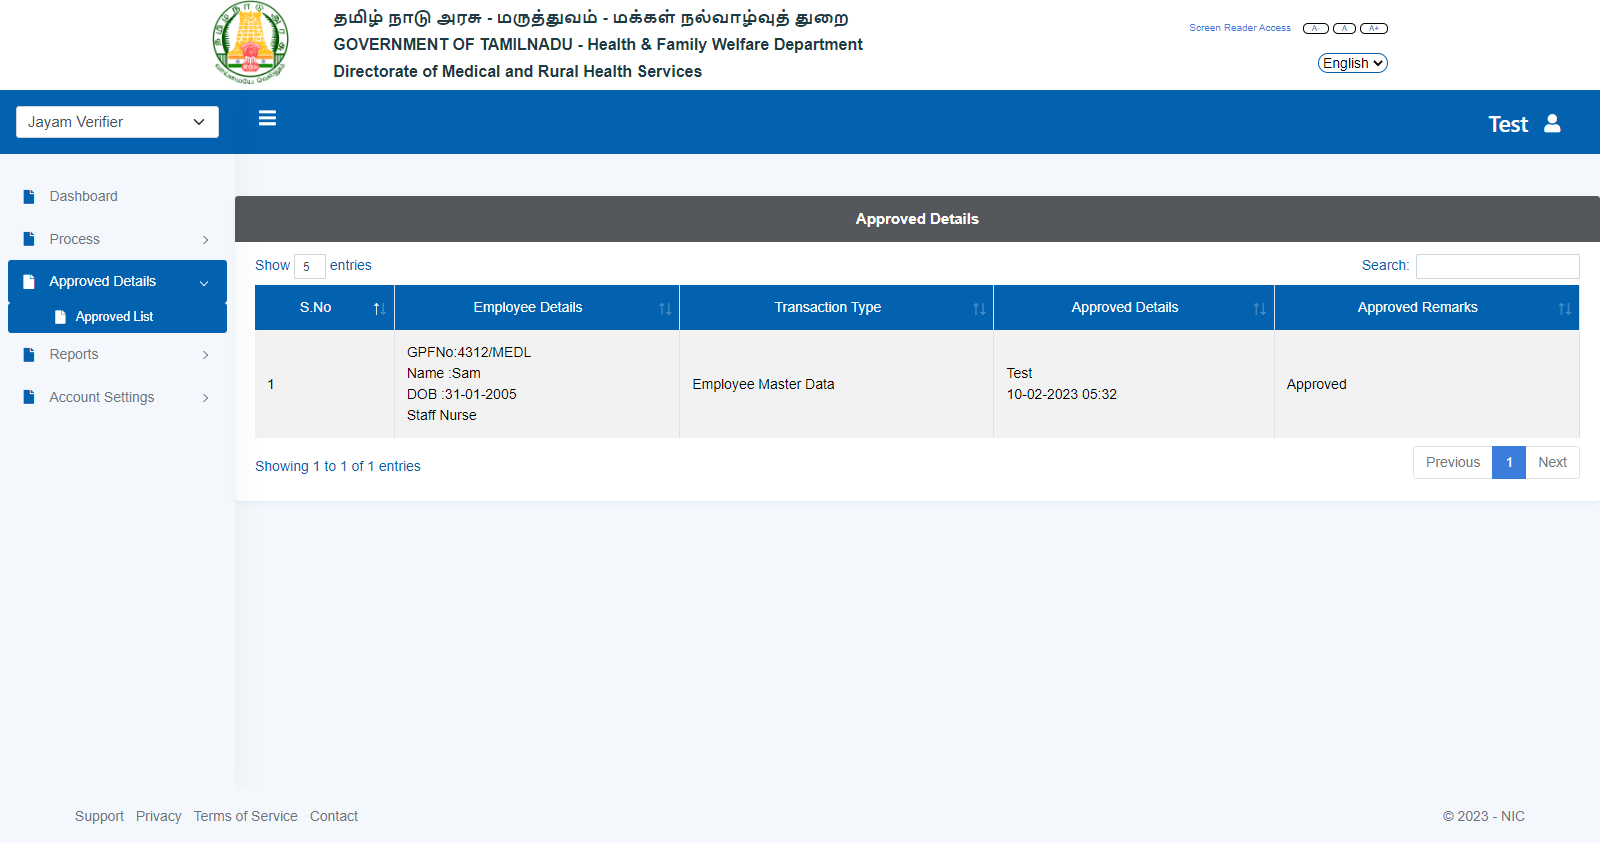 தமிழ் நாடு அரசு - மருத்துவம் - மக்கள் நல்வாழ்வுத் துறை
GOVERNMENT OF TAMILNADU - Health & Family Welfare Department
Directorate of Medical and Rural Health Services
Screen Reader Access A- A A+
English
Jayam Verifier
Test
Dashboard
Process
Approved Details
Approved List
Reports
Account Settings
Approved Details
Show 5 entries
Search:
S.No Employee Details Transaction Type Approved Details Approved Remarks
1
GPFNo:4312/MEDL
Name :Sam
DOB :31-01-2005
Staff Nurse
Employee Master Data
Test
10-02-2023 05:32
Approved
Showing 1 to 1 of 1 entries
Previous 1 Next
Support Privacy Terms of Service Contact
© 2023 - NIC